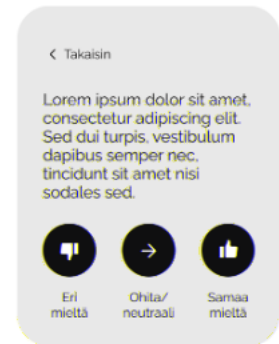 Takaisin
Lorem ipsum dolor sit amet,
consectetur adipiscing elit.
Sed dui turpis, vestibulum
dapibus semper nec,
tincidunt sit amet nisi
sodales sed.
Eri mieltä
Ohita/ neutraali
Samaa mieltä